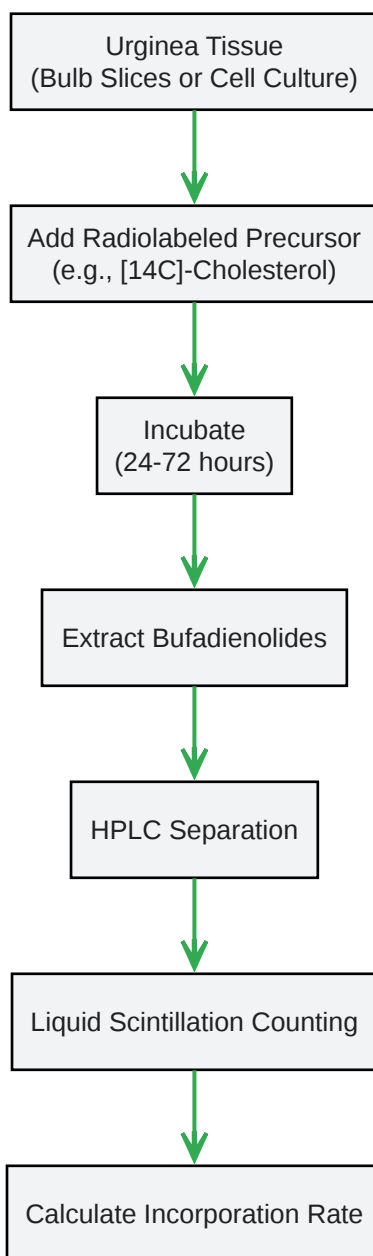 Urginea Tissue
(Bulb Slices or Cell Culture)
Add Radiolabeled Precursor
(e.g., [14C]-Cholesterol)
Incubate
(24-72 hours)
Extract Bufadienolides
HPLC Separation
Liquid Scintillation Counting
Calculate Incorporation Rate